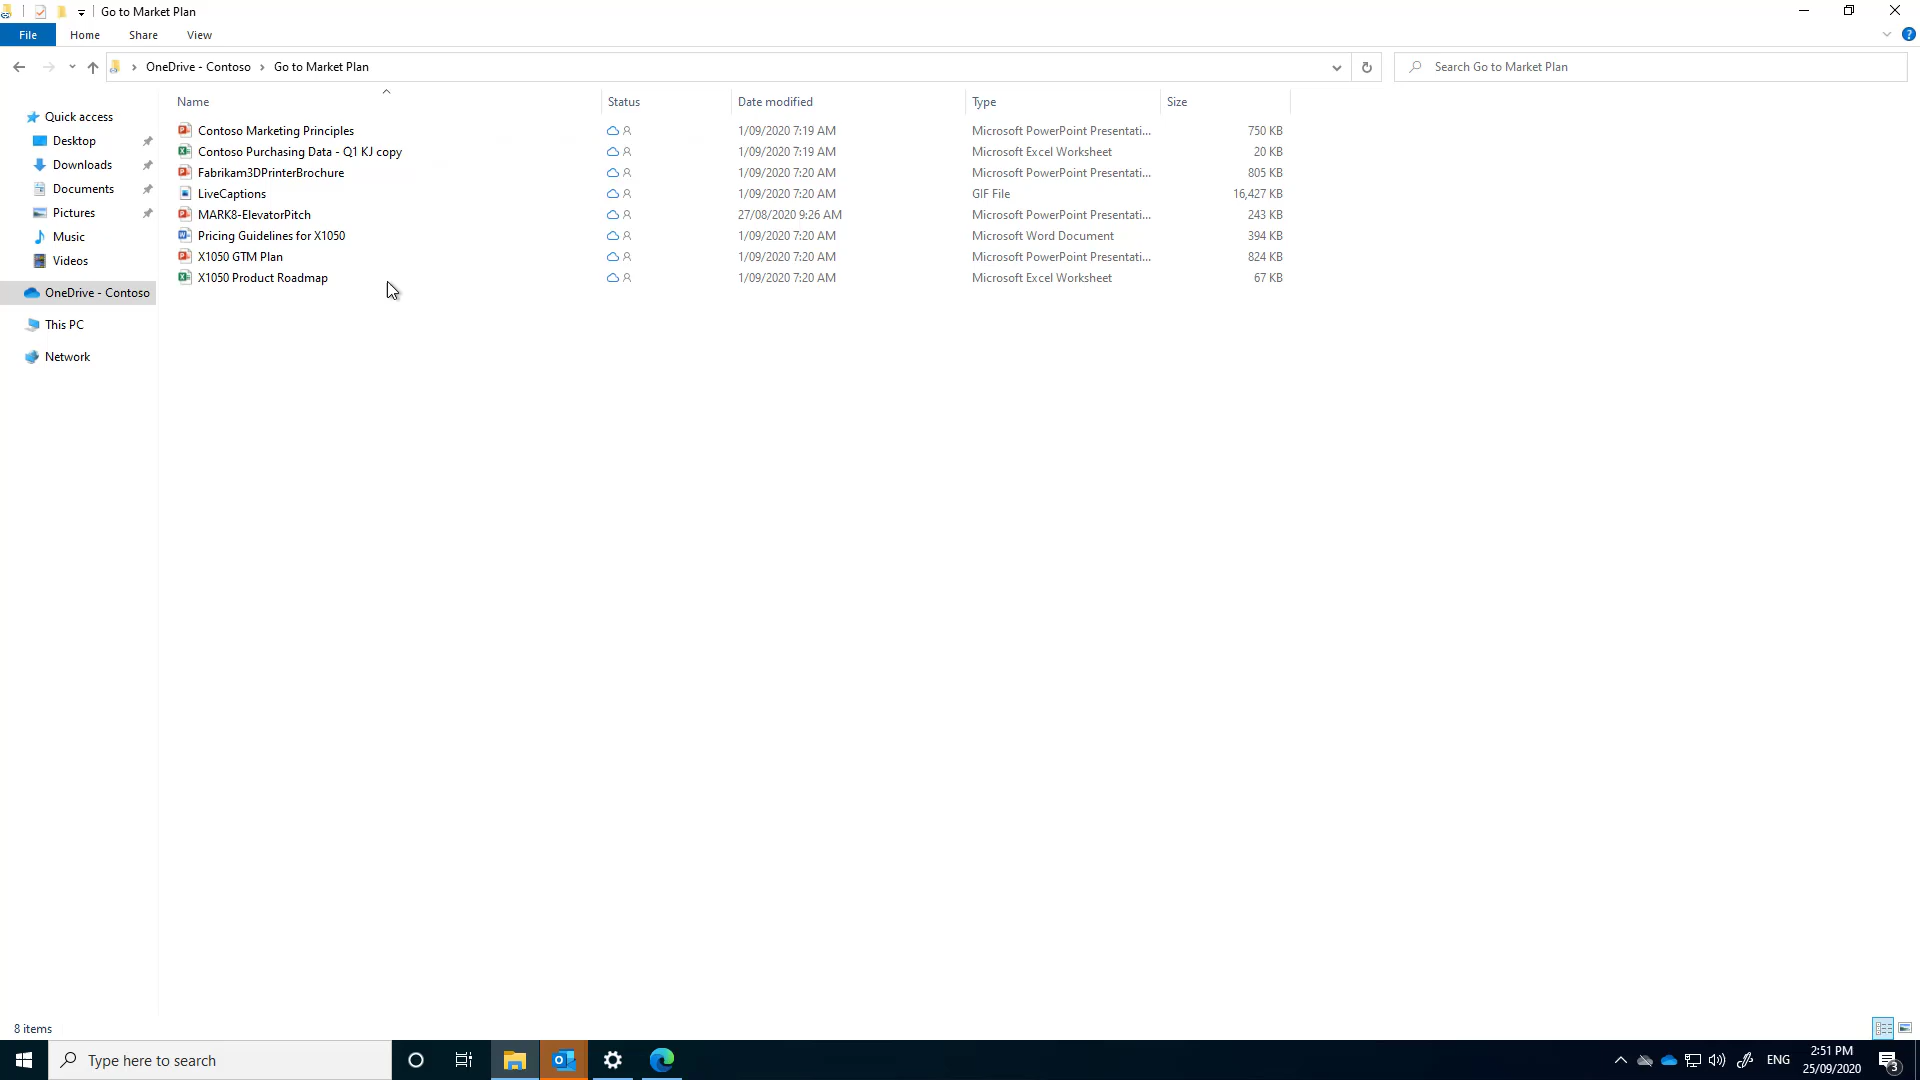 Go to Market Plan
File Home Share View
OneDrive - Contoso > Go to Market Plan
Search Go to Market Plan
Name Status Date modified Type Size
Quick access
Desktop
Downloads
Documents
Pictures
Music
Videos
OneDrive - Contoso
This PC
Network
Contoso Marketing Principles 1/09/2020 7:19 AM Microsoft PowerPoint Presentati... 750 KB
Contoso Purchasing Data - Q1 KJ copy 1/09/2020 7:19 AM Microsoft Excel Worksheet 20 KB
Fabrikam3DPrinterBrochure 1/09/2020 7:20 AM Microsoft PowerPoint Presentati... 805 KB
LiveCaptions 1/09/2020 7:20 AM GIF File 16,427 KB
MARK8-ElevatorPitch 27/08/2020 9:26 AM Microsoft PowerPoint Presentati... 243 KB
Pricing Guidelines for X1050 1/09/2020 7:20 AM Microsoft Word Document 394 KB
X1050 GTM Plan 1/09/2020 7:20 AM Microsoft PowerPoint Presentati... 824 KB
X1050 Product Roadmap 1/09/2020 7:20 AM Microsoft Excel Worksheet 67 KB
8 items
Type here to search
ENG
2:51 PM
25/09/2020
3